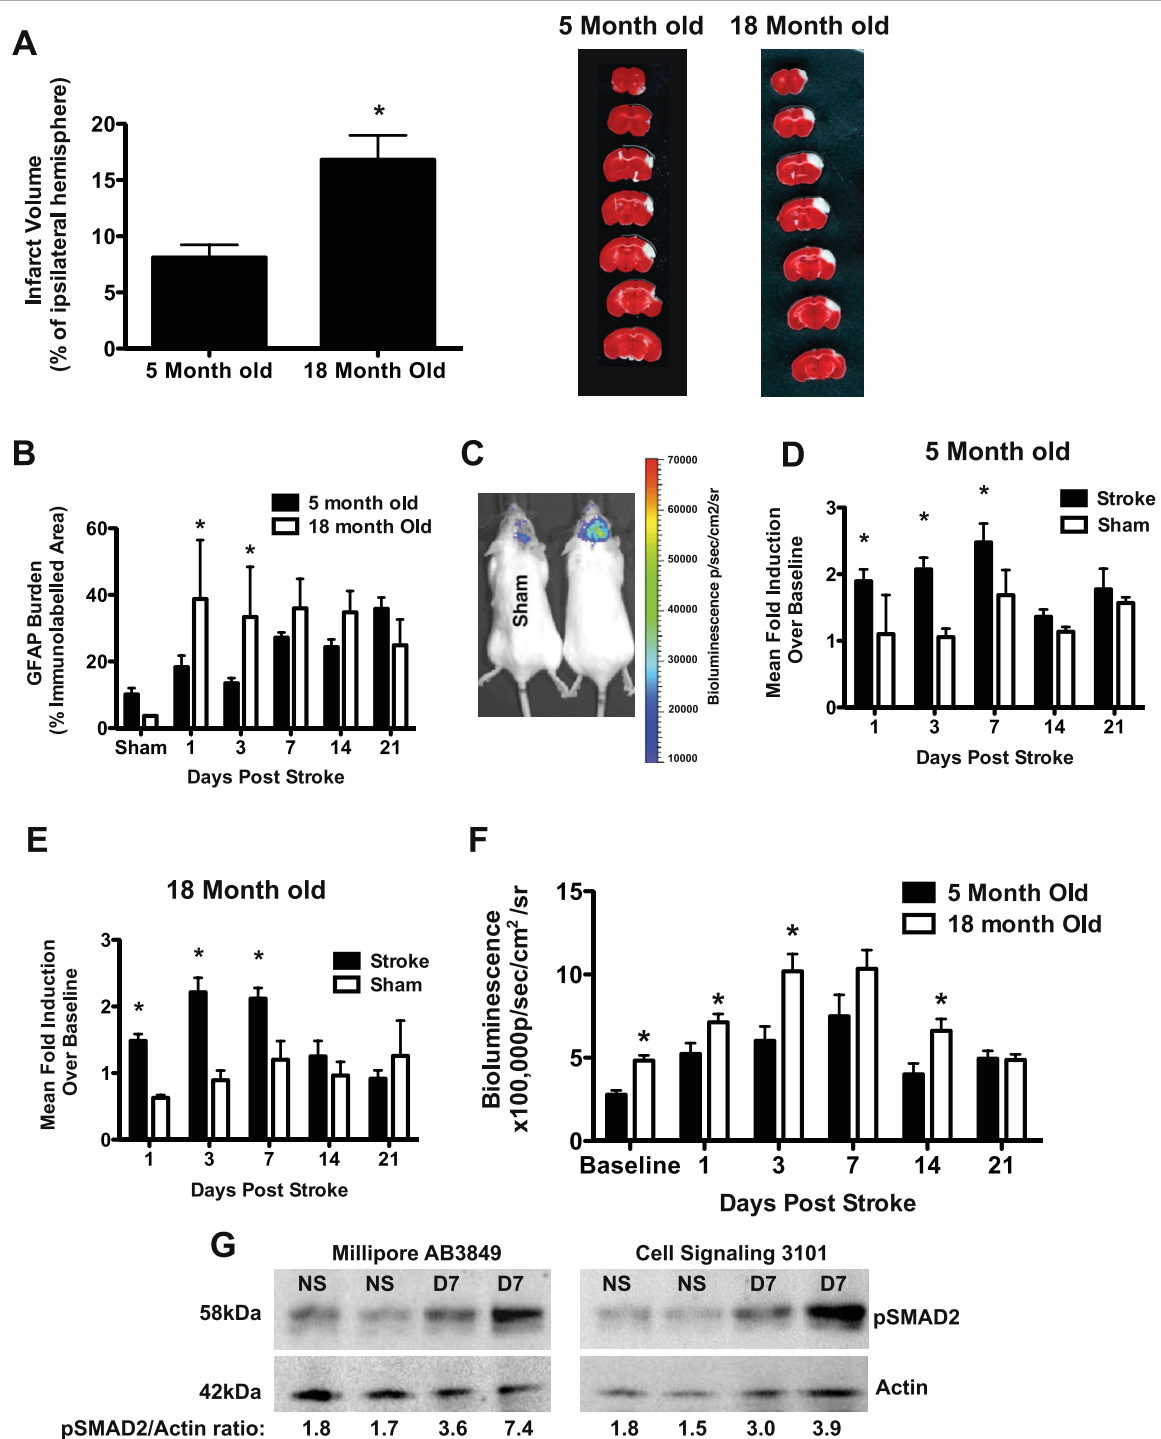 A
5 Month old
18 Month old
Infarct Volume
(% of ipsilateral hemisphere)
20
15
10
5
0
*
5 Month old
18 Month Old
B
5 month old
18 month Old
GFAP Burden
(% Immunolabelled Area)
60
40
20
0
*
*
Sham
1
3
7
14
21
Days Post Stroke
C
Sham
70000
60000
50000
40000
30000
20000
10000
Bioluminescence p/sec/cm2/sr
D
5 Month old
Stroke
Sham
Mean Fold Induction
Over Baseline
3
2
1
0
*
*
*
1
3
7
14
21
Days Post Stroke
E
18 Month old
Stroke
Sham
Mean Fold Induction
Over Baseline
3
2
1
0
*
*
*
1
3
7
14
21
Days Post Stroke
F
5 Month Old
18 month Old
Bioluminescence
x100,000p/sec/cm² /sr
15
10
5
0
*
*
*
*
Baseline
1
3
7
14
21
Days Post Stroke
G
Millipore AB3849
Cell Signaling 3101
NS NS D7 D7
NS NS D7 D7
58kDa
pSMAD2
42kDa
Actin
pSMAD2/Actin ratio: 1.8 1.7 3.6 7.4 1.8 1.5 3.0 3.9